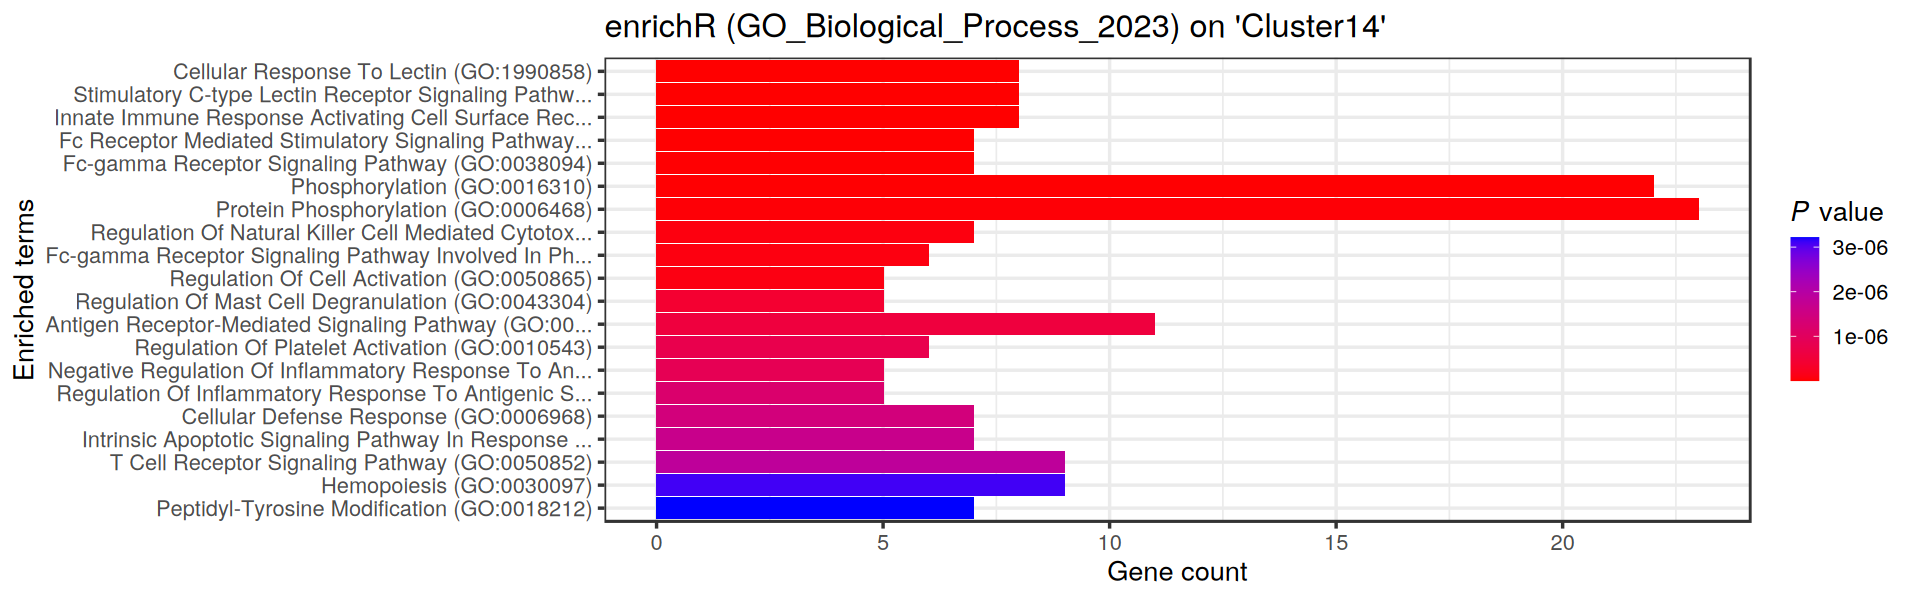 enrichR (GO_Biological_Process_2023) on 'Cluster14'
Enriched terms
Cellular Response To Lectin (GO:1990858)
Stimulatory C-type Lectin Receptor Signaling Pathw...
Innate Immune Response Activating Cell Surface Rec...
Fc Receptor Mediated Stimulatory Signaling Pathway...
Fc-gamma Receptor Signaling Pathway (GO:0038094)
Phosphorylation (GO:0016310)
Protein Phosphorylation (GO:0006468)
Regulation Of Natural Killer Cell Mediated Cytotox...
Fc-gamma Receptor Signaling Pathway Involved In Ph...
Regulation Of Cell Activation (GO:0050865)
Regulation Of Mast Cell Degranulation (GO:0043304)
Antigen Receptor-Mediated Signaling Pathway (GO:00...
Regulation Of Platelet Activation (GO:0010543)
Negative Regulation Of Inflammatory Response To An...
Regulation Of Inflammatory Response To Antigenic S...
Cellular Defense Response (GO:0006968)
Intrinsic Apoptotic Signaling Pathway In Response ...
T Cell Receptor Signaling Pathway (GO:0050852)
Hemopoiesis (GO:0030097)
Peptidyl-Tyrosine Modification (GO:0018212)
0 5 10 15 20
Gene count
P value
3e-06
2e-06
1e-06